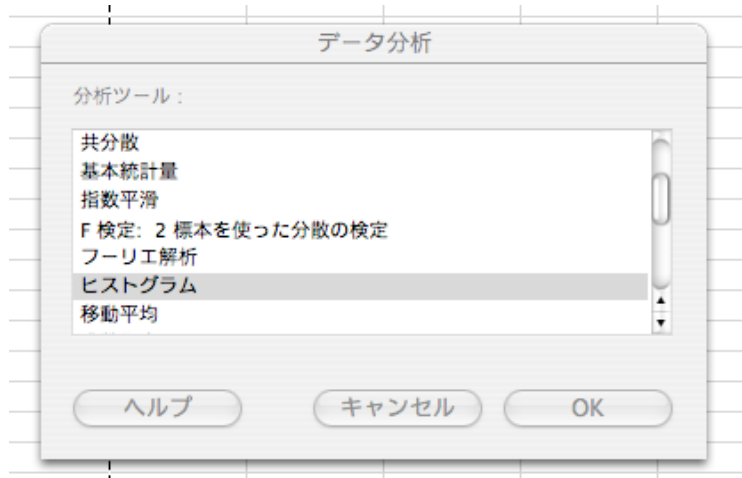 データ分析
分析ツール :
共分散
基本統計量
指数平滑
F 検定: 2 標本を使った分散の検定
フーリエ解析
ヒストグラム
移動平均
ヘルプ
キャンセル
OK